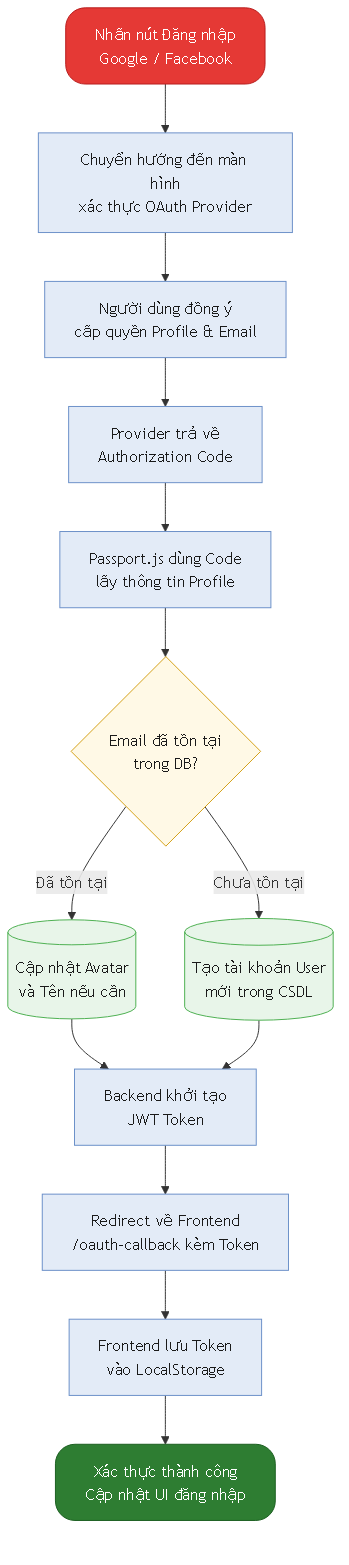 Nhấn nút Đăng nhập
Google / Facebook
Chuyển hướng đến màn
hình
xác thực OAuth Provider
Người dùng đồng ý
cấp quyền Profile & Email
Provider trả về
Authorization Code
Passport.js dùng Code
lấy thông tin Profile
Email đã tồn tại
trong DB?
Đã tồn tại
Chưa tồn tại
Cập nhật Avatar
và Tên nếu cần
Tạo tài khoản User
mới trong CSDL
Backend khởi tạo
JWT Token
Redirect về Frontend
/oauth-callback kèm Token
Frontend lưu Token
vào LocalStorage
Xác thực thành công
Cập nhật UI đăng nhập